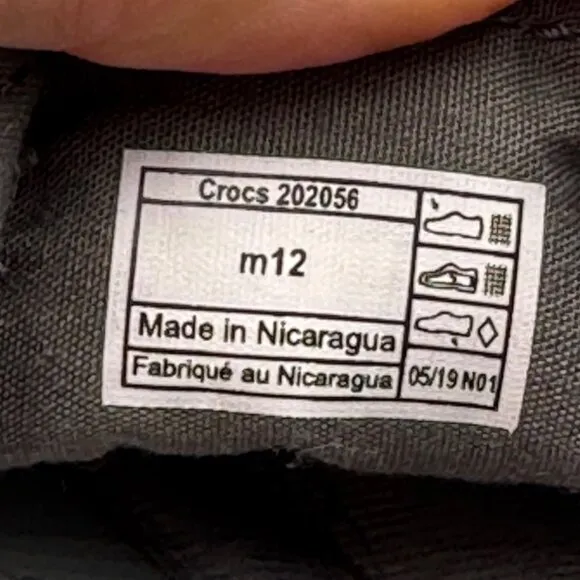 Crocs 202056
m12
Made in Nicaragua
Fabriqué au Nicaragua
05/19 N01